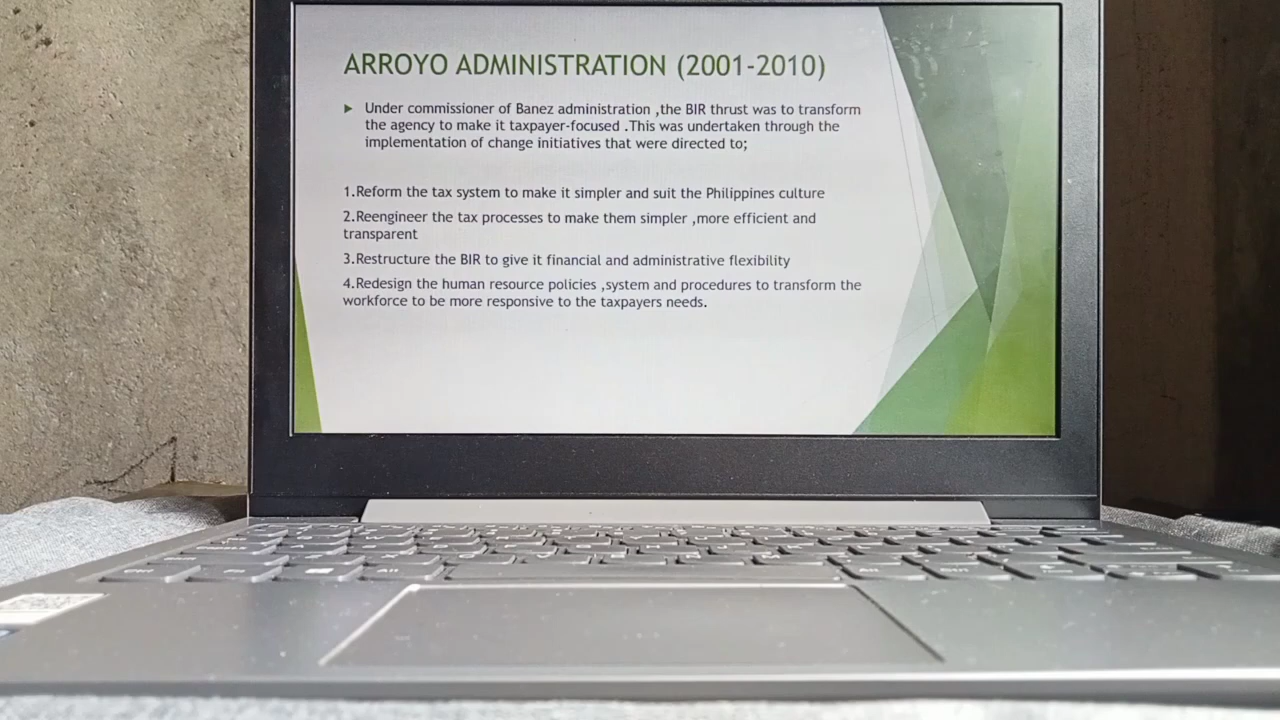 ARROYO ADMINISTRATION (2001-2010)
Under commissioner of Banez administration ,the BIR thrust was to transform
the agency to make it taxpayer-focused .This was undertaken through the
implementation of change initiatives that were directed to;
1.Reform the tax system to make it simpler and suit the Philippines culture
2.Reengineer the tax processes to make them simpler ,more efficient and
transparent
3.Restructure the BIR to give it financial and administrative flexibility
4.Redesign the human resource policies ,system and procedures to transform the
workforce to be more responsive to the taxpayers needs.